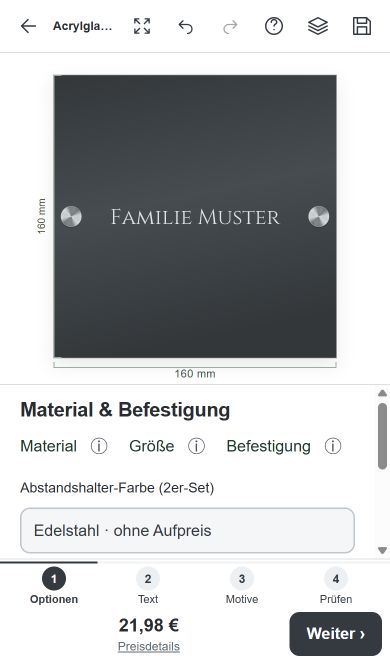 Acrylgla...
160 mm
FAMILIE MUSTER
160 mm
Material & Befestigung
Material ⓘ Größe ⓘ Befestigung ⓘ
Abstandshalter-Farbe (2er-Set)
Edelstahl · ohne Aufpreis
1 2 3 4
Optionen Text Motive Prüfen
21,98 €
Preisdetails
Weiter ›